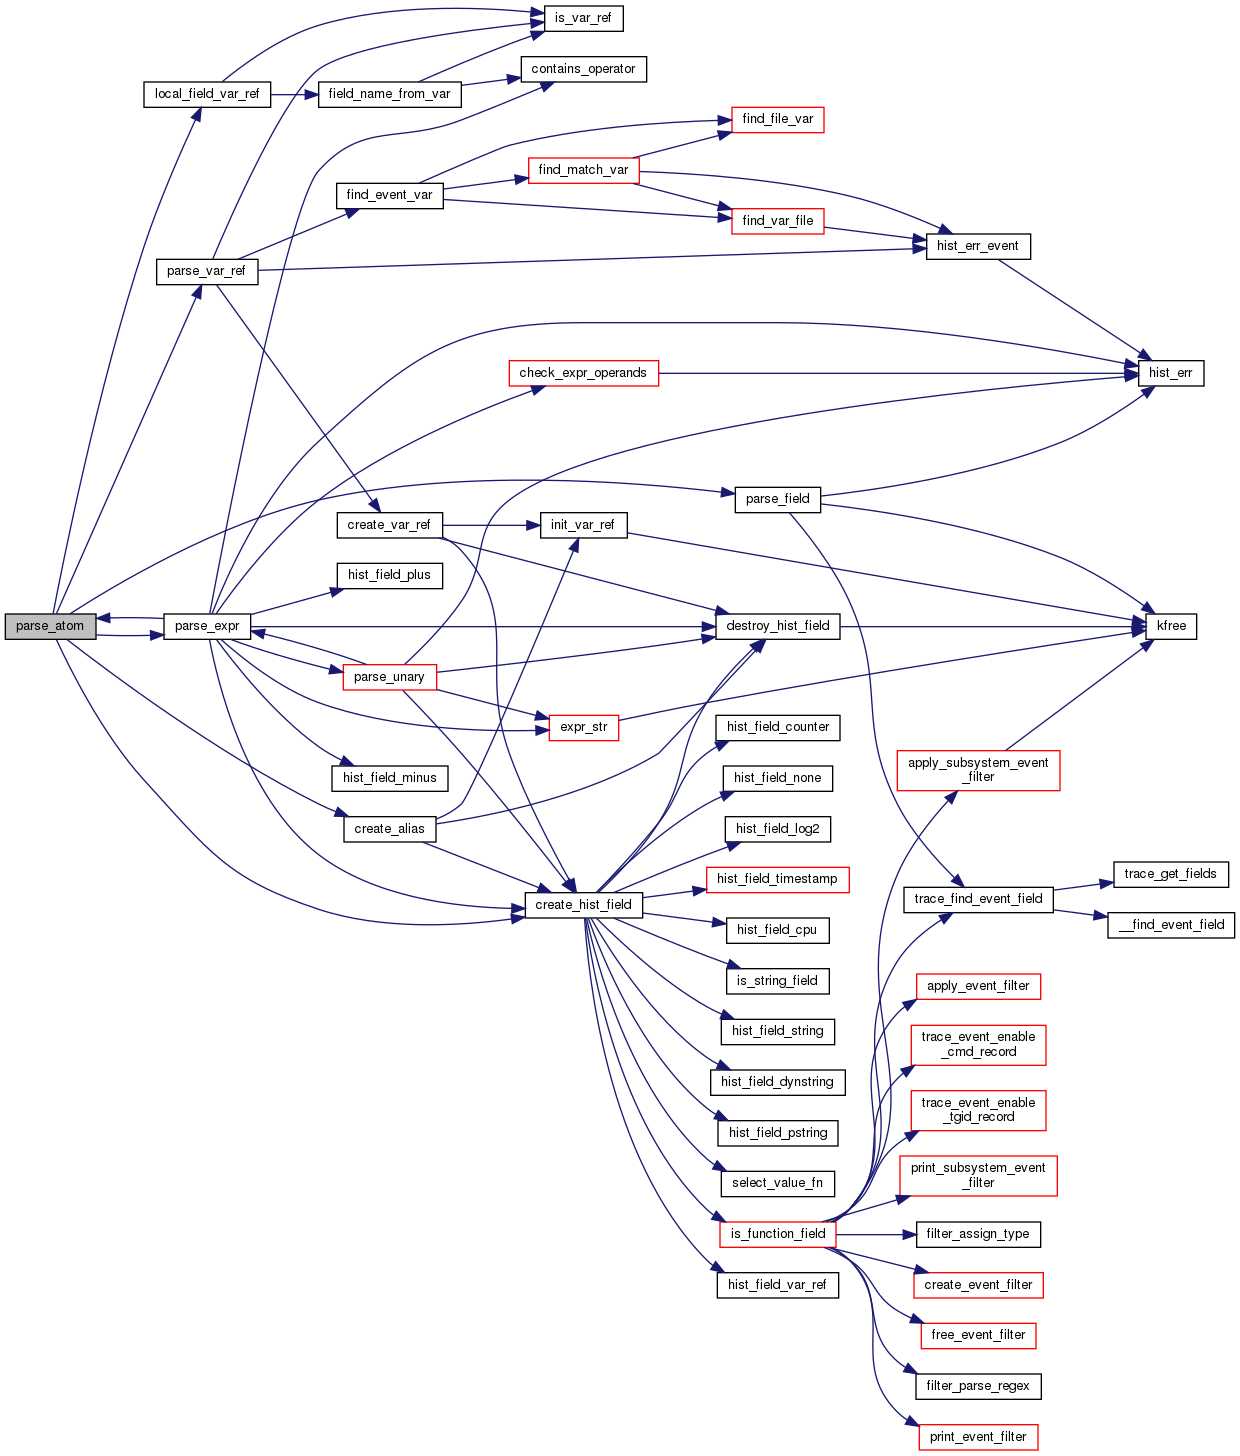 is_var_ref
contains_operator
local_field_var_ref
field_name_from_var
find_file_var
find_match_var
find_event_var
find_var_file
hist_err_event
parse_var_ref
check_expr_operands
hist_err
parse_field
create_var_ref
init_var_ref
hist_field_plus
parse_atom
parse_expr
destroy_hist_field
kfree
parse_unary
expr_str
hist_field_counter
apply_subsystem_event
_filter
hist_field_minus
hist_field_none
create_alias
hist_field_log2
hist_field_timestamp
trace_get_fields
create_hist_field
trace_find_event_field
hist_field_cpu
__find_event_field
is_string_field
apply_event_filter
hist_field_string
trace_event_enable
_cmd_record
hist_field_dynstring
trace_event_enable
_tgid_record
hist_field_pstring
print_subsystem_event
_filter
select_value_fn
is_function_field
filter_assign_type
hist_field_var_ref
create_event_filter
free_event_filter
filter_parse_regex
print_event_filter